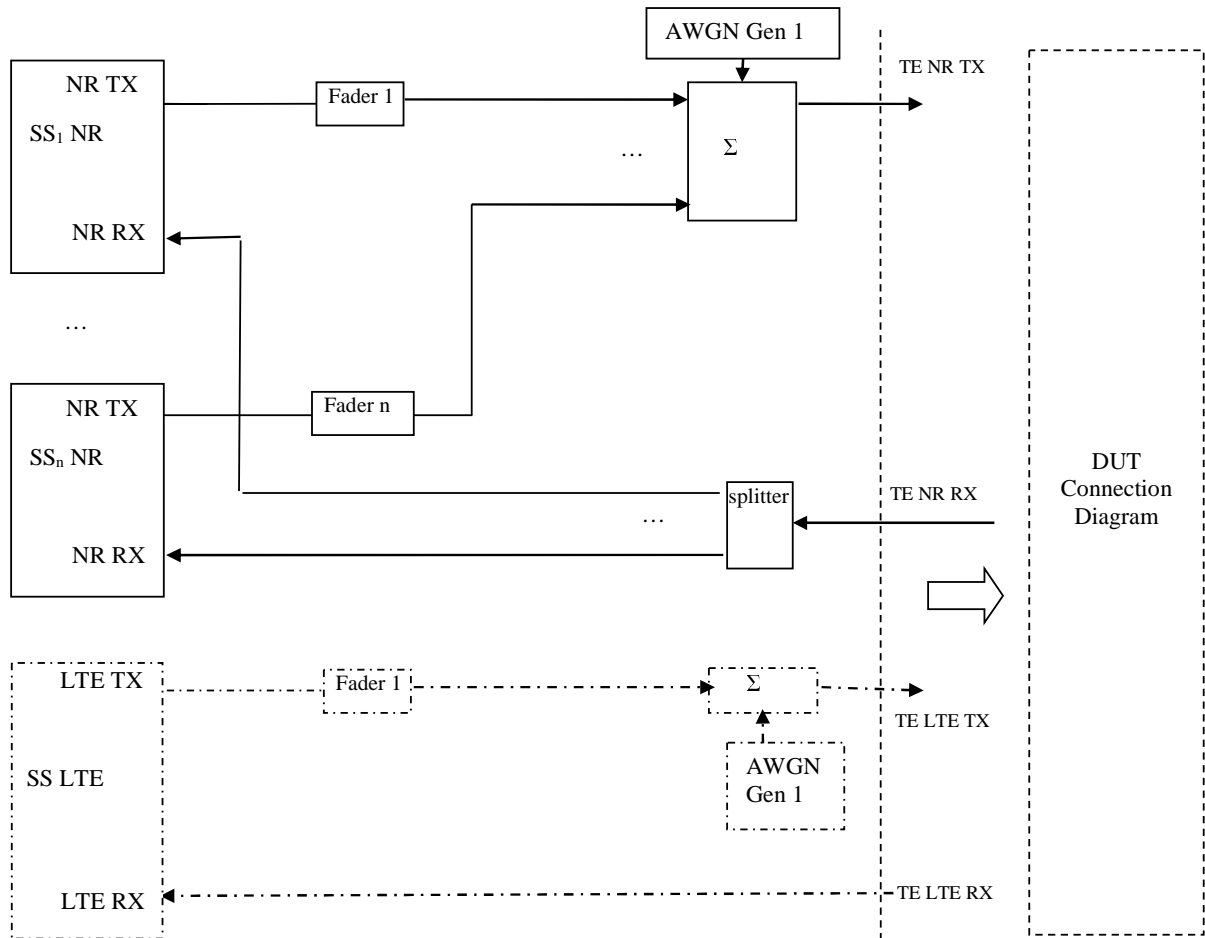 AWGN Gen 1
TE NR TX
NR TX
Fader 1
SS₁ NR
…
Σ
NR RX
…
NR TX
Fader n
SSₙ NR
DUT
Connection
Diagram
splitter
TE NR RX
…
NR RX
LTE TX
Fader 1
Σ
TE LTE TX
SS LTE
AWGN
Gen 1
LTE RX
TE LTE RX